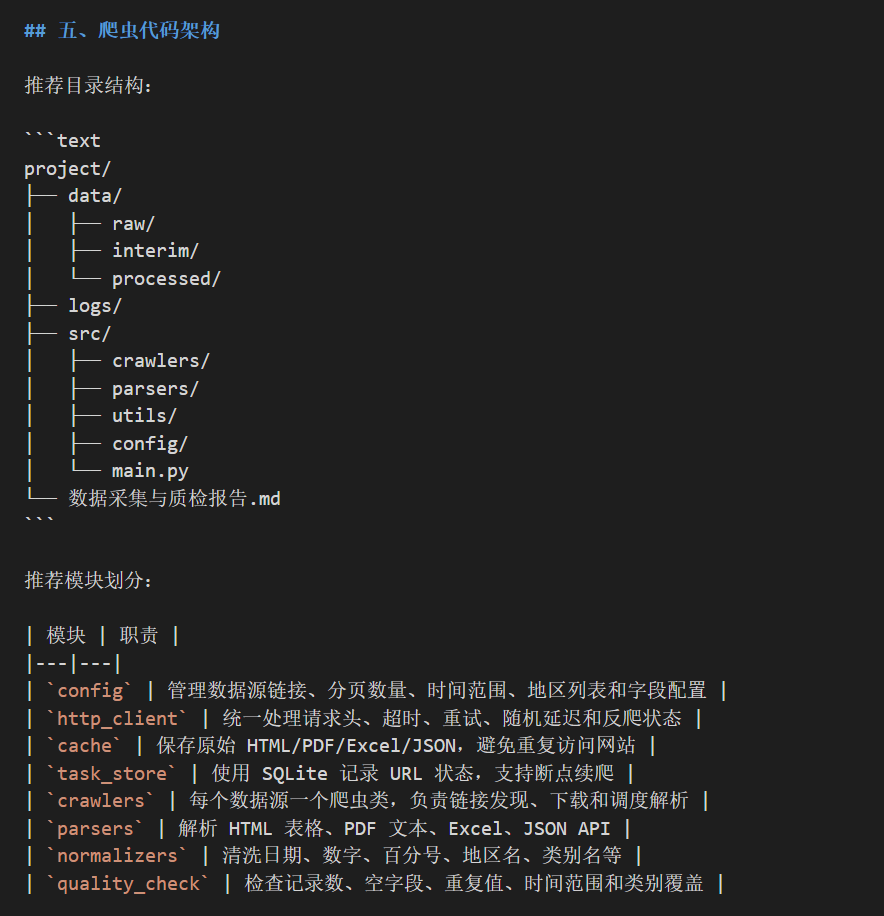 ## 五、爬虫代码架构
推荐目录结构：
```text
project/
├── data/
│   ├── raw/
│   ├── interim/
│   └── processed/
├── logs/
├── src/
│   ├── crawlers/
│   ├── parsers/
│   ├── utils/
│   ├── config/
│   └── main.py
└── 数据采集与质检报告.md
```
推荐模块划分：
| 模块 | 职责 |
|---|---|
| `config` | 管理数据源链接、分页数量、时间范围、地区列表和字段配置 |
| `http_client` | 统一处理请求头、超时、重试、随机延迟和反爬状态 |
| `cache` | 保存原始 HTML/PDF/Excel/JSON，避免重复访问网站 |
| `task_store` | 使用 SQLite 记录 URL 状态，支持断点续爬 |
| `crawlers` | 每个数据源一个爬虫类，负责链接发现、下载和调度解析 |
| `parsers` | 解析 HTML 表格、PDF 文本、Excel、JSON API |
| `normalizers` | 清洗日期、数字、百分号、地区名、类别名等 |
| `quality_check` | 检查记录数、空字段、重复值、时间范围和类别覆盖 |